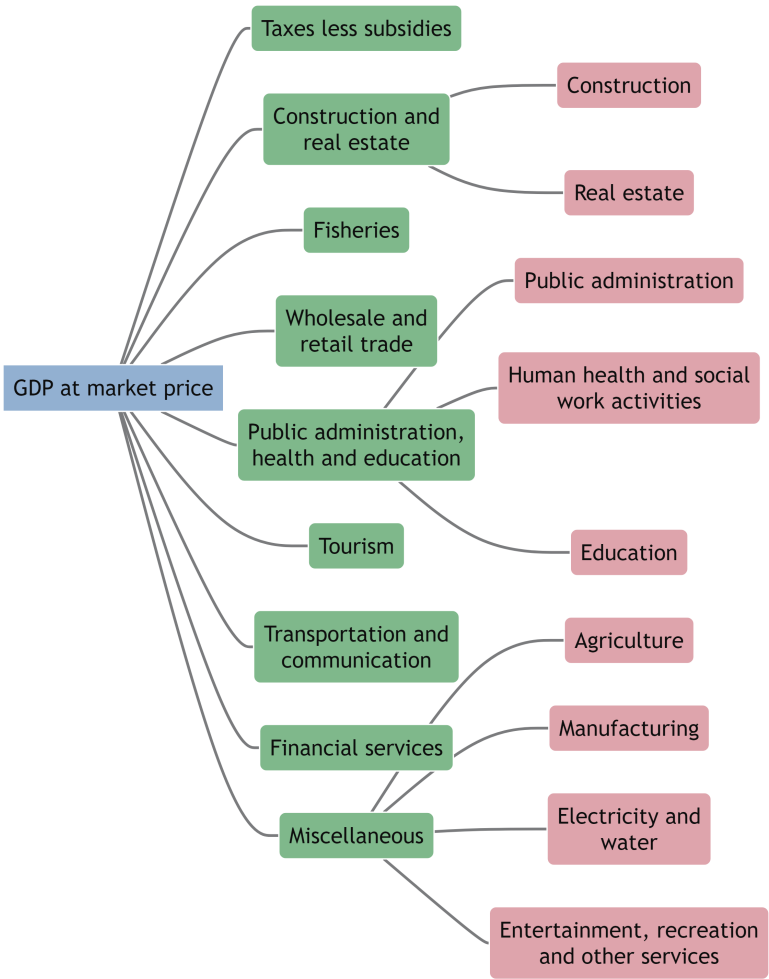 Taxes less subsidies
Construction and
real estate
Construction
Real estate
Fisheries
Public administration
Wholesale and
retail trade
GDP at market price
Human health and social
work activities
Public administration,
health and education
Tourism
Education
Transportation and
communication
Agriculture
Financial services
Manufacturing
Miscellaneous
Electricity and
water
Entertainment, recreation
and other services